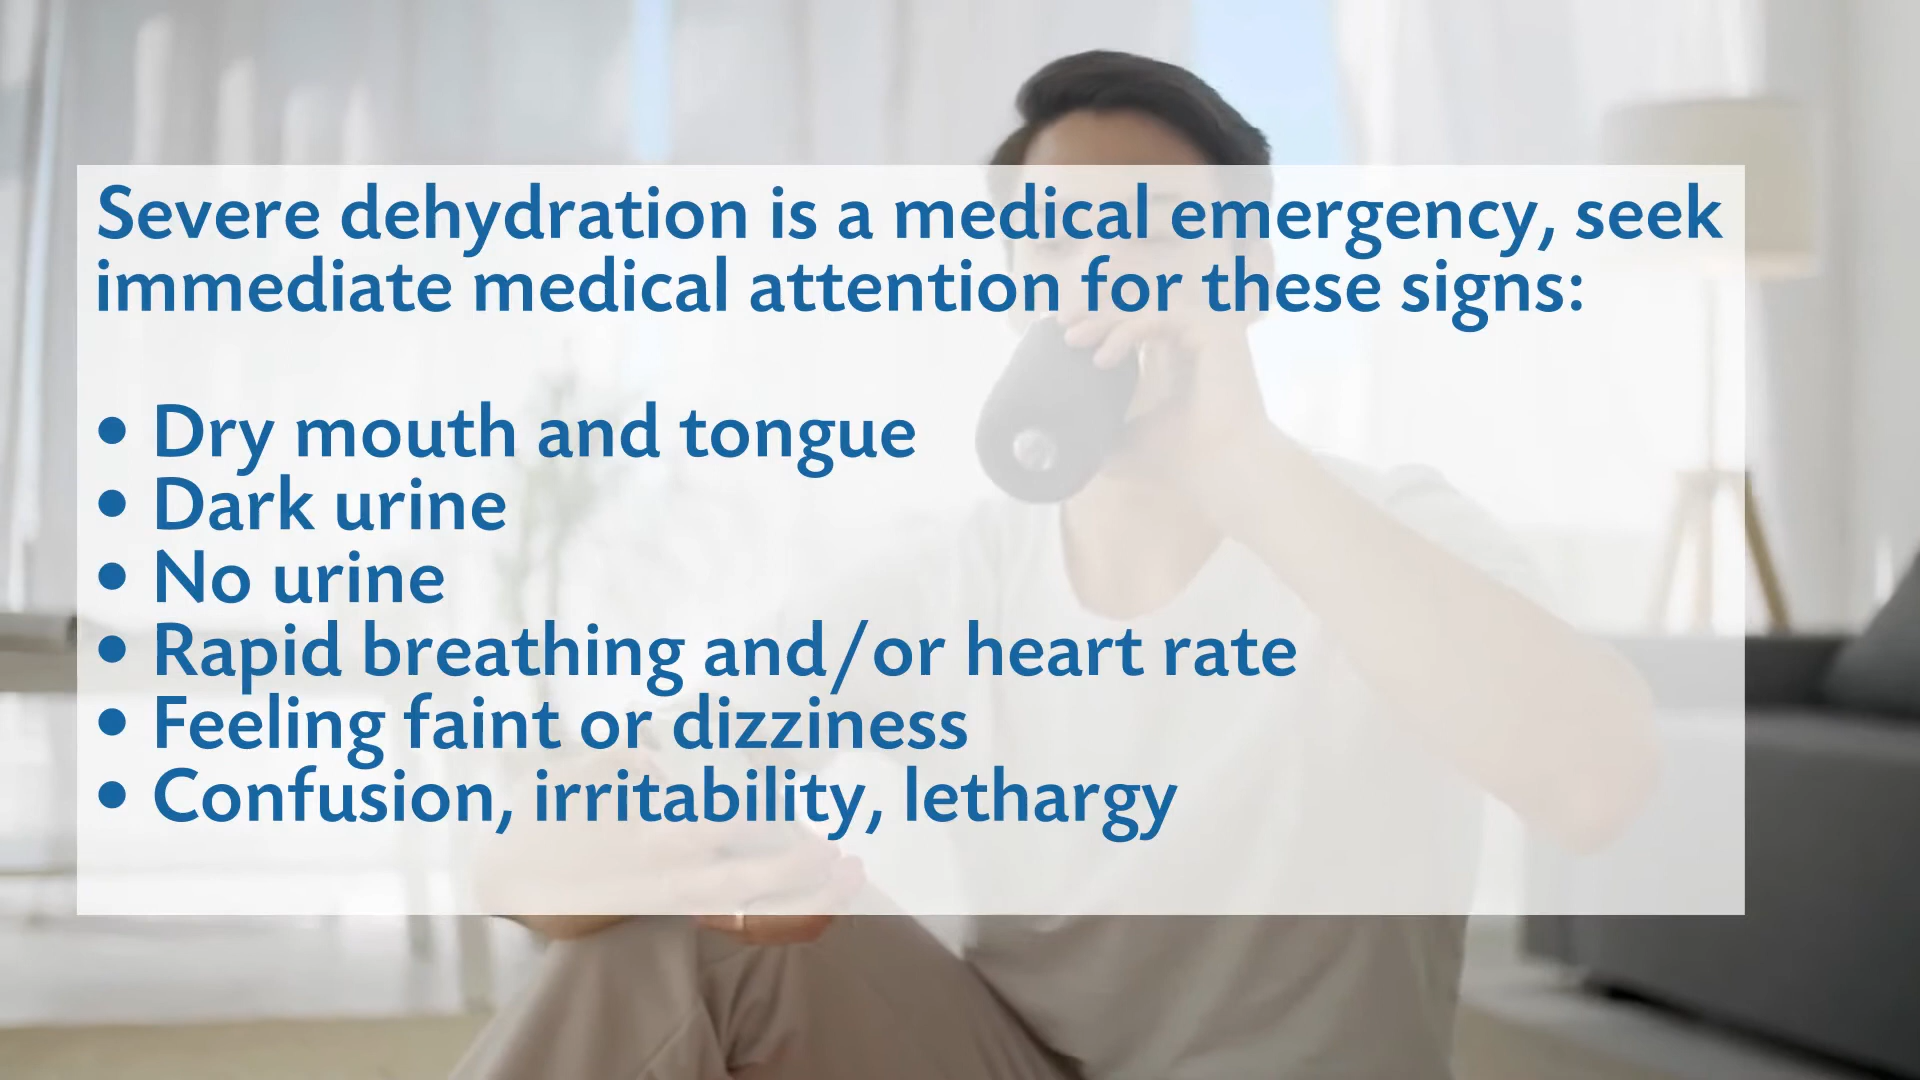 Severe dehydration is a medical emergency, seek
immediate medical attention for these signs:
• Dry mouth and tongue
• Dark urine
• No urine
• Rapid breathing and/or heart rate
• Feeling faint or dizziness
• Confusion, irritability, lethargy